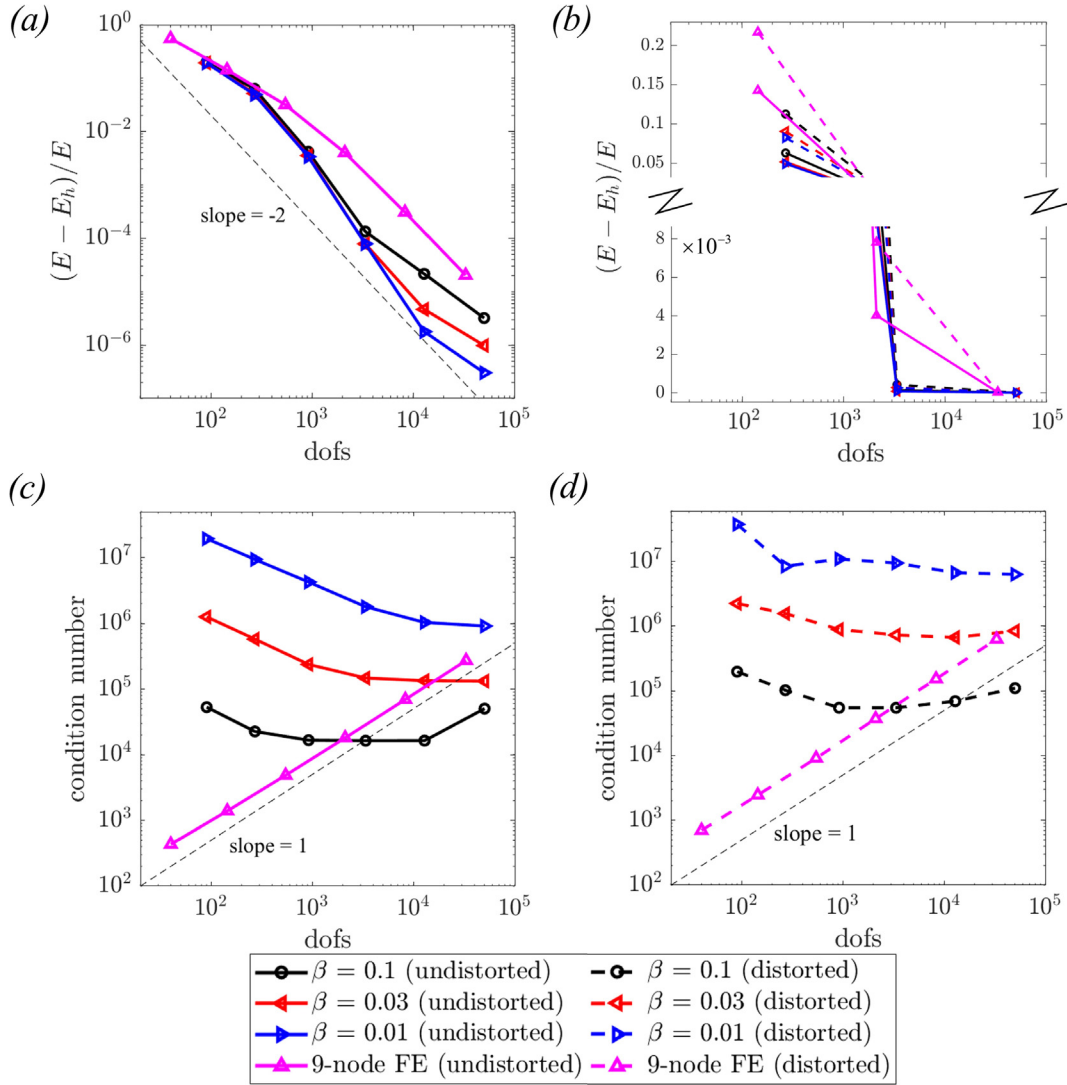 (a)
(E − E_h)/E
10^0
10^-2
10^-4
10^-6
slope = -2
10^2 10^3 10^4 10^5
dofs
(b)
(E − E_h)/E
0.2
0.15
0.1
0.05
×10^-3
8
6
4
2
0
10^2 10^3 10^4 10^5
dofs
(c)
condition number
10^7
10^6
10^5
10^4
10^3
10^2
slope = 1
10^2 10^3 10^4 10^5
dofs
(d)
condition number
10^7
10^6
10^5
10^4
10^3
10^2
slope = 1
10^2 10^3 10^4 10^5
dofs
β = 0.1 (undistorted)
β = 0.03 (undistorted)
β = 0.01 (undistorted)
9-node FE (undistorted)
β = 0.1 (distorted)
β = 0.03 (distorted)
β = 0.01 (distorted)
9-node FE (distorted)